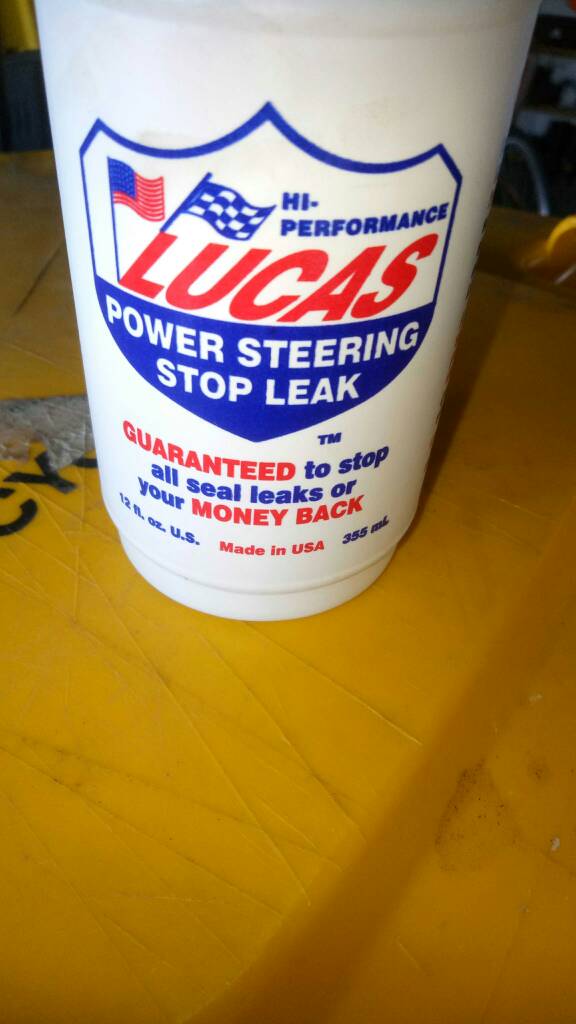 HI-
PERFORMANCE
LUCAS
POWER STEERING
STOP LEAK
TM
GUARANTEED to stop
all seal leaks or
your MONEY BACK
12 fl. oz. U.S. Made in USA 355 mL
CY